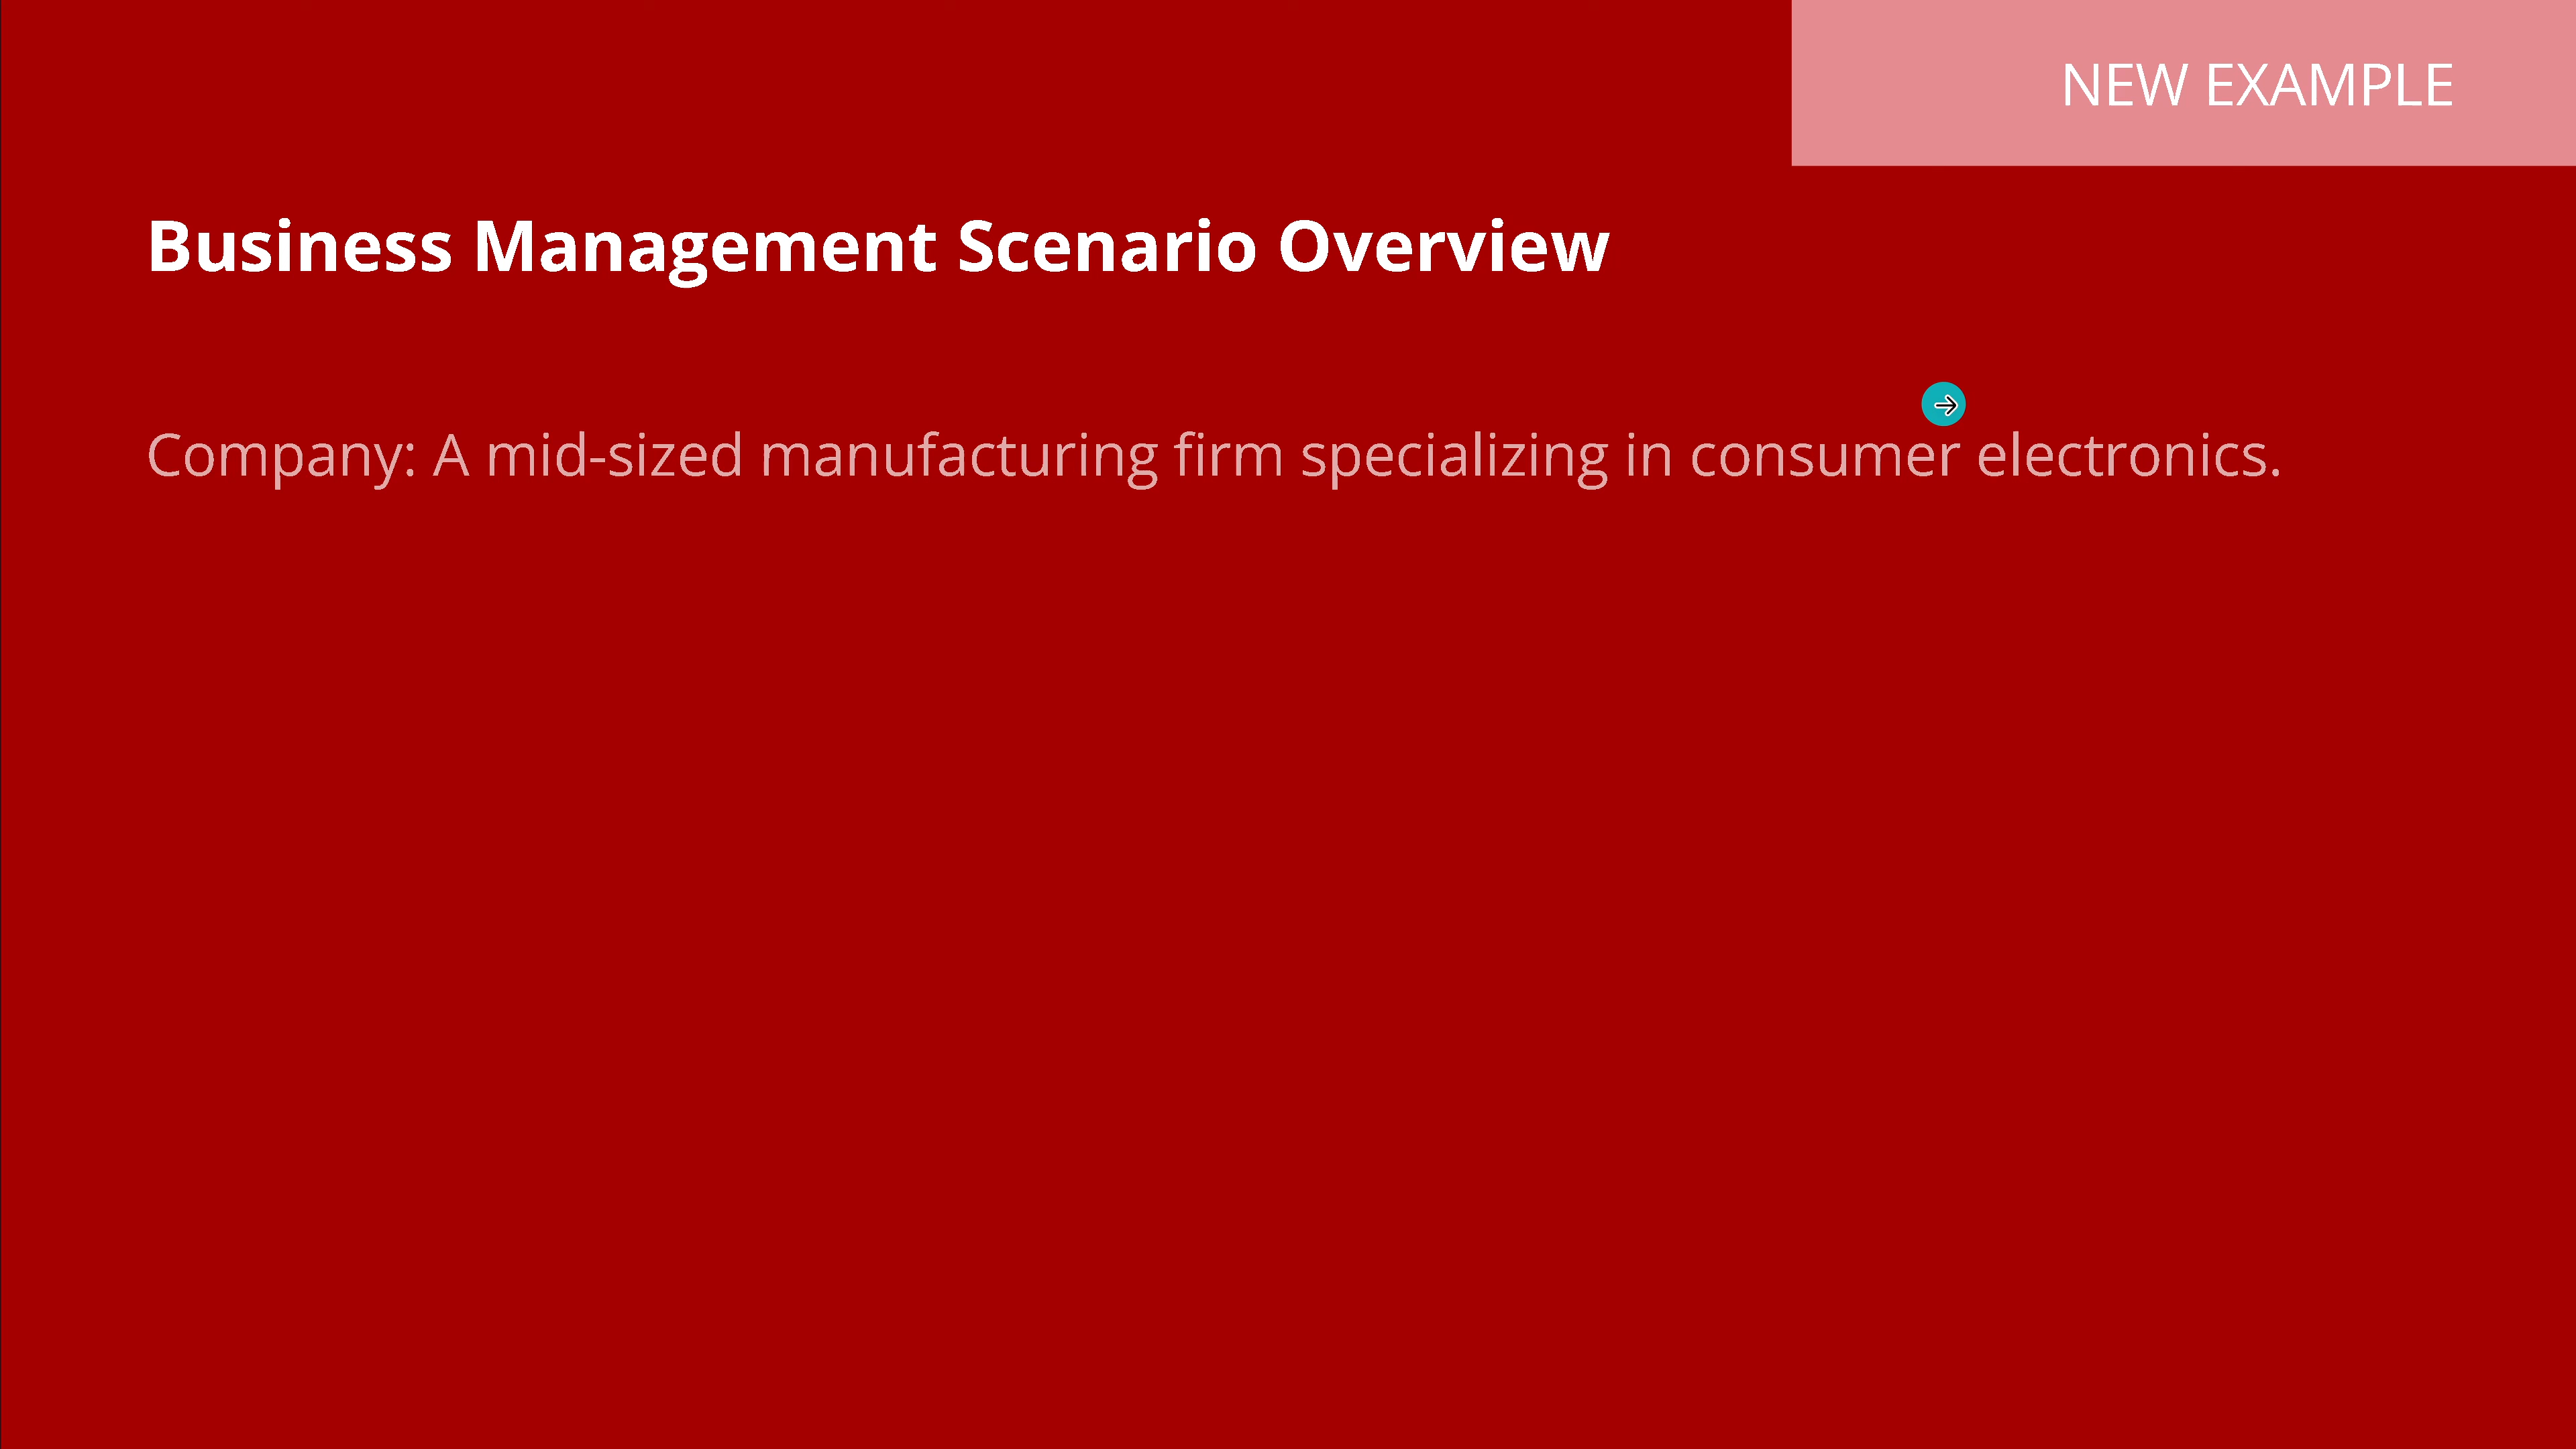 NEW EXAMPLE
Business Management Scenario Overview
Company: A mid-sized manufacturing firm specializing in consumer electronics.